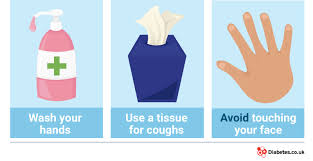 Wash your
hands
Use a tissue
for coughs
Avoid touching
your face
Diabetes.co.uk